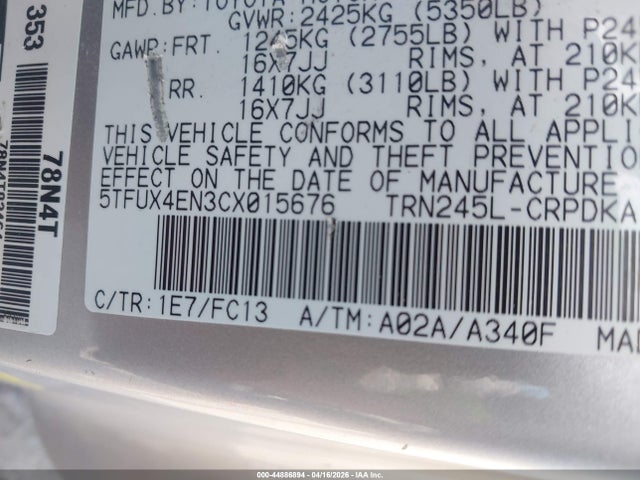 MFD.BY:TOYOTA MOTOR
GVWR:2425KG (5350LB)
GAWR:FRT. 1245KG (2755LB) WITH P24
16X7JJ RIMS, AT 210K
RR. 1410KG (3110LB) WITH P24
16X7JJ RIMS, AT 210K
THIS VEHICLE CONFORMS TO ALL APPLI
VEHICLE SAFETY AND THEFT PREVENTIO
EFFECT ON THE DATE OF MANUFACTURE
5TFUX4EN3CX015676 TRN245L-CRPDKA
C/TR:1E7/FC13 A/TM:A02A/A340F MAD
353
78N4T
000-44886894 - 04/16/2026 - Copyright © IAA, Inc.